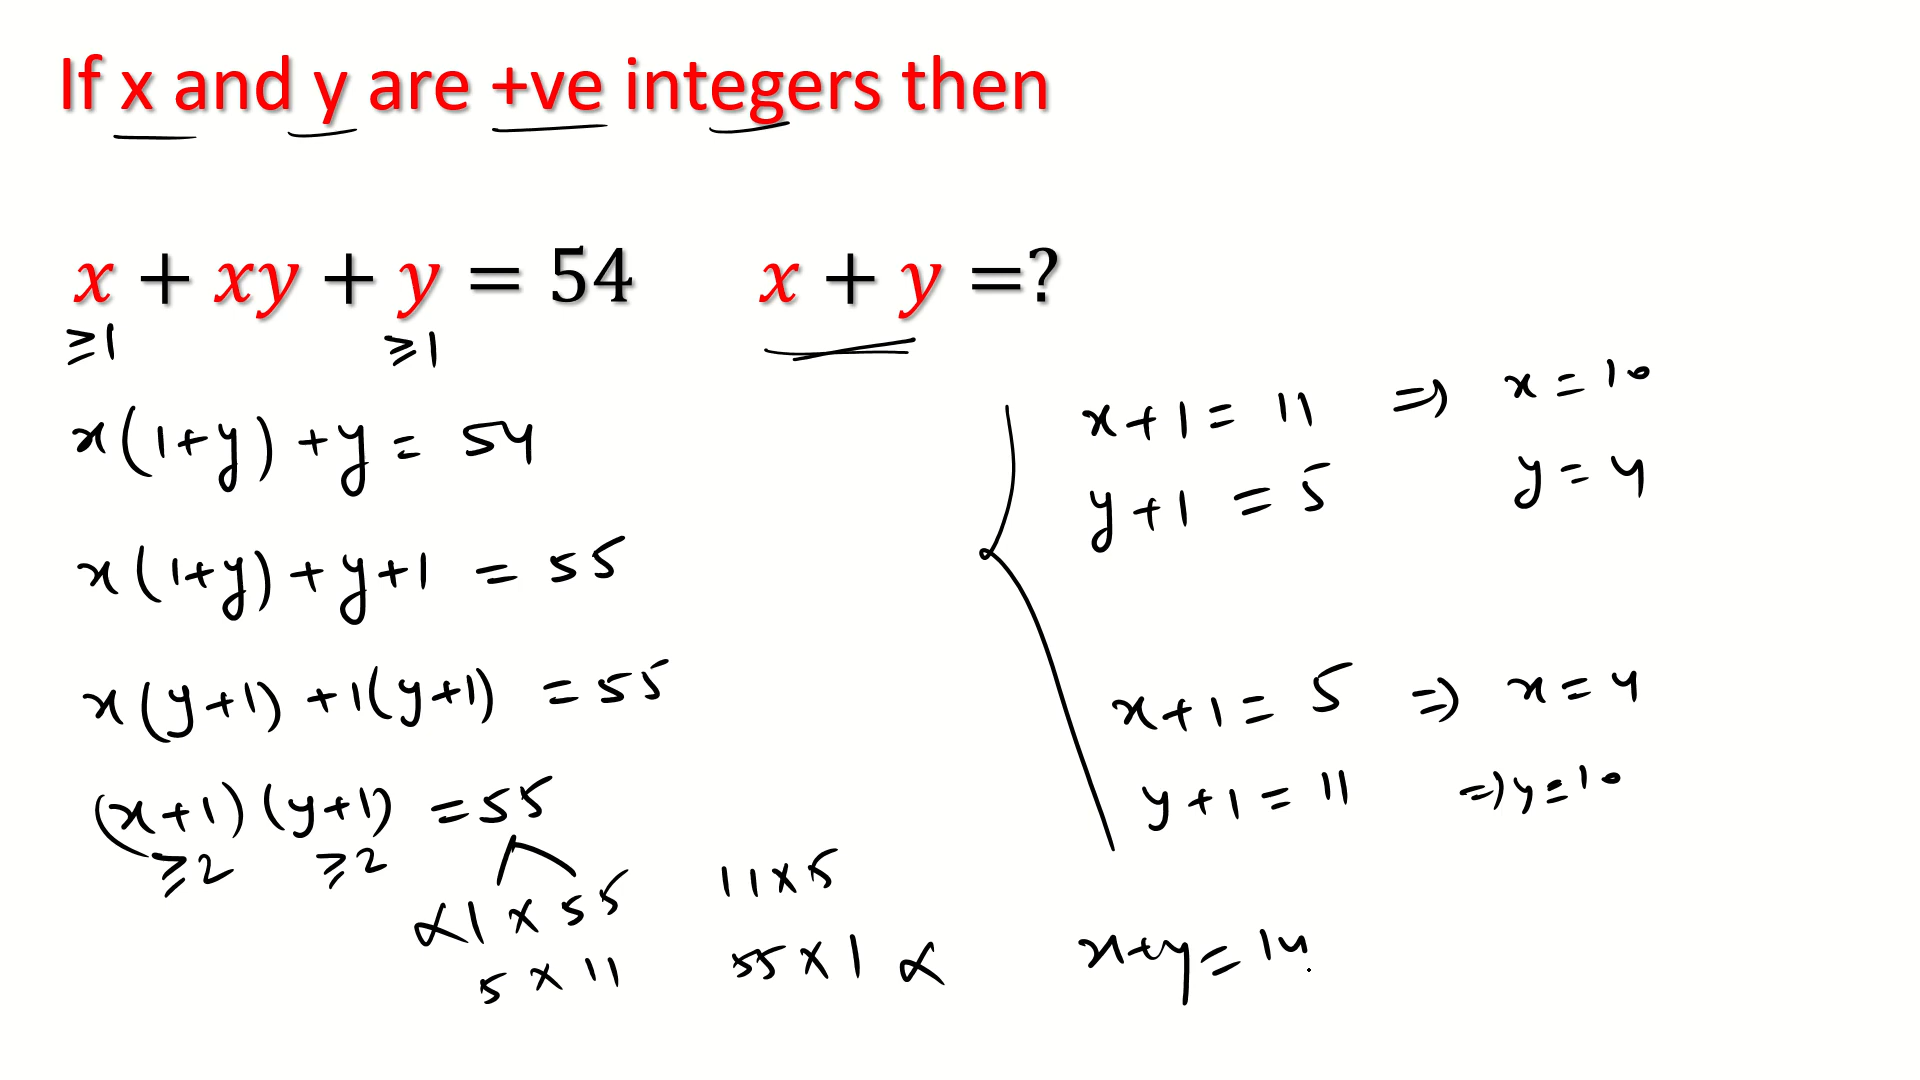 If x and y are +ve integers then
x + xy + y = 54 x + y =?
≥1 ≥1
x(1+y) + y = 54
x(1+y) + y+1 = 55
x(y+1) + 1(y+1) = 55
(x+1)(y+1) = 55
≥2 ≥2
1 × 55 11 × 5
5 × 11 55 × 1
x+1 = 11 ⇒ x = 10
y+1 = 5 y = 4
x+1 = 5 ⇒ x = 4
y+1 = 11 ⇒ y = 10
x+y = 14